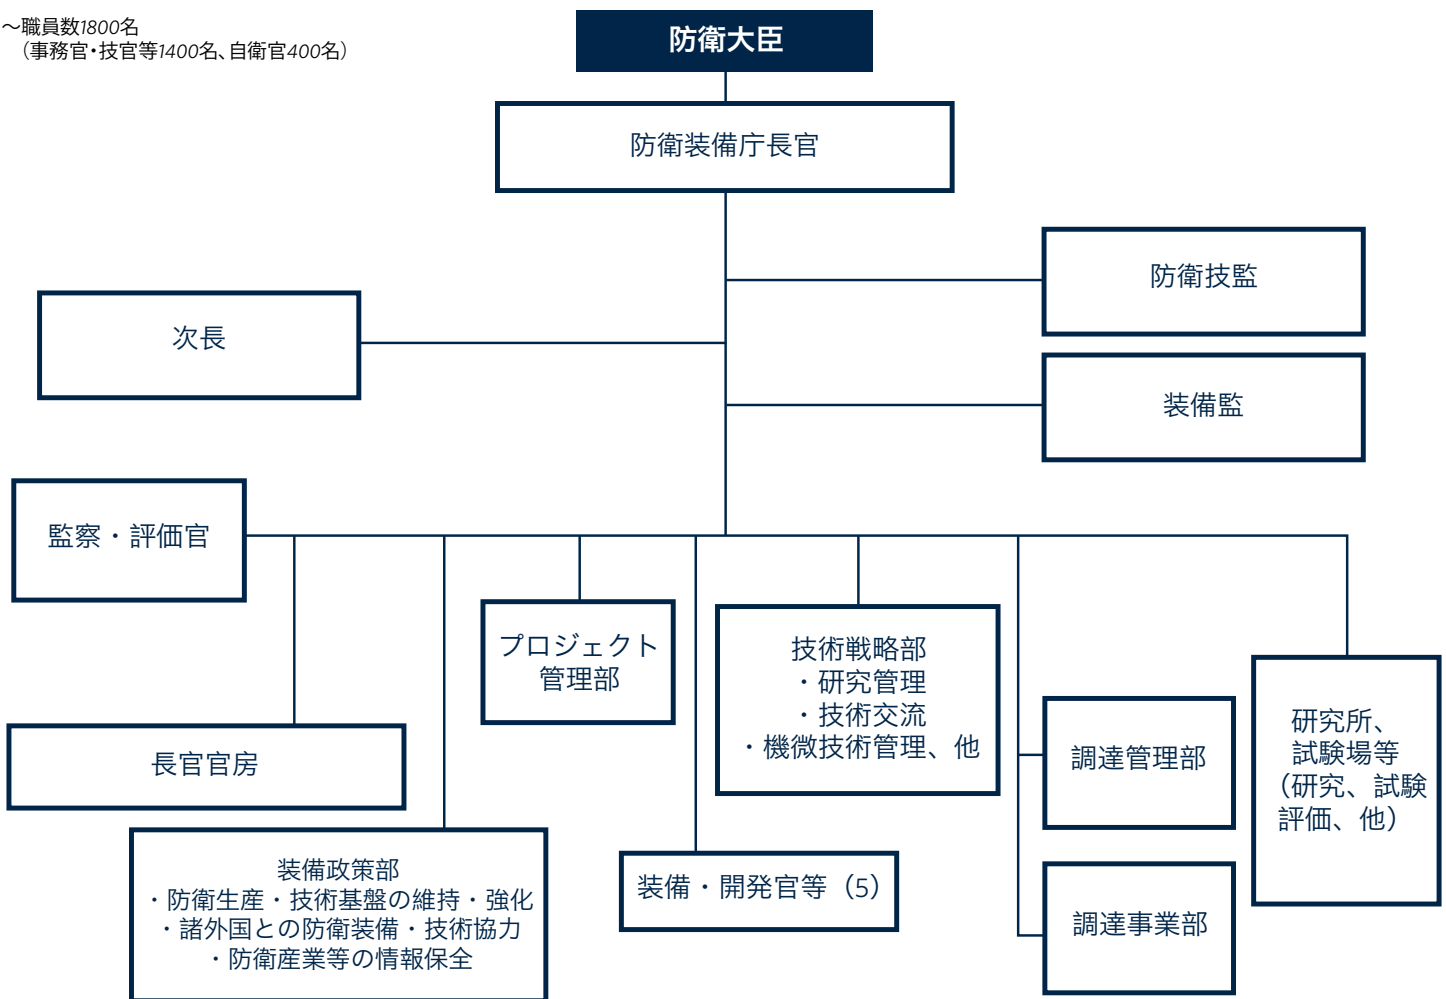 ～職員数1800名
（事務官・技官等1400名、自衛官400名）
防衛大臣
防衛装備庁長官
防衛技監
次長
装備監
監察・評価官
プロジェクト
管理部
技術戦略部
・研究管理
・技術交流
・機微技術管理、他
研究所、
試験場等
（研究、試験
評価、他）
調達管理部
長官官房
装備政策部
・防衛生産・技術基盤の維持・強化
・諸外国との防衛装備・技術協力
・防衛産業等の情報保全
装備・開発官等（5）
調達事業部